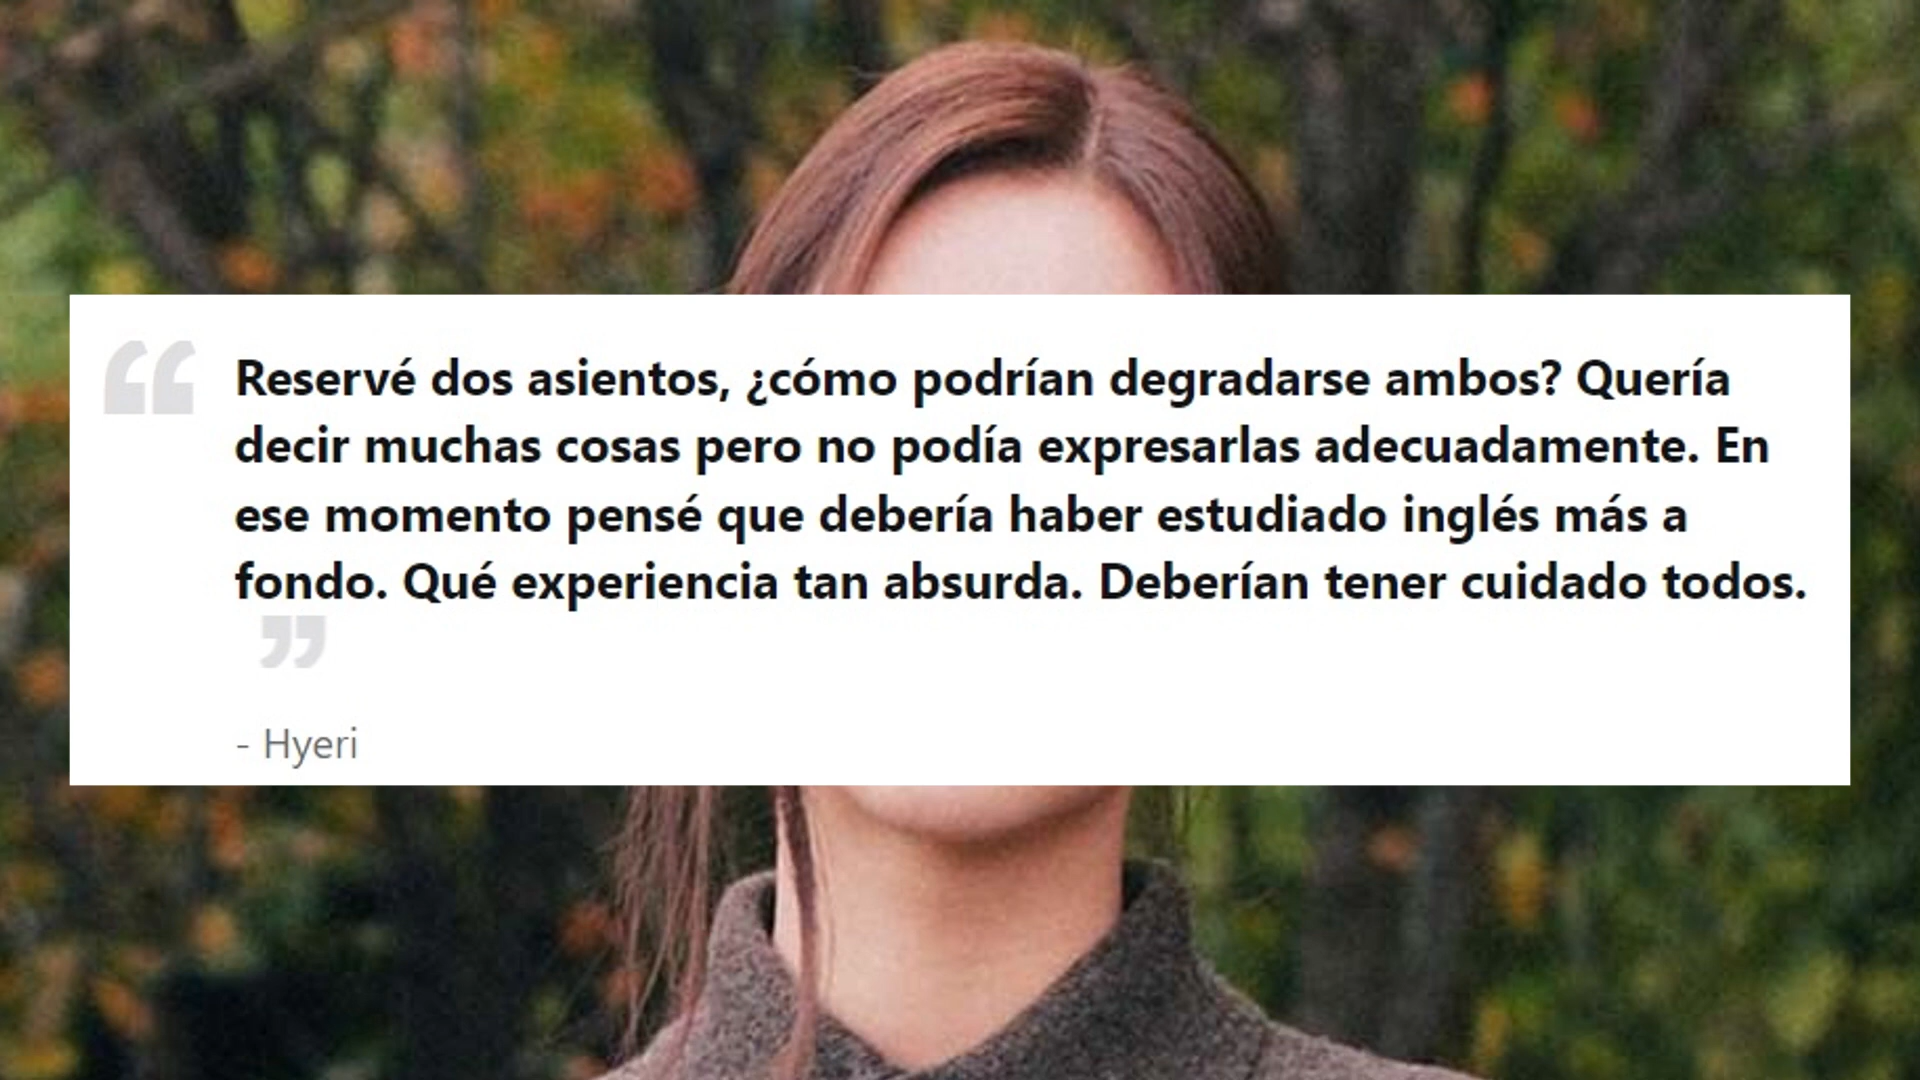 “
Reservé dos asientos, ¿cómo podrían degradarse ambos? Quería
decir muchas cosas pero no podía expresarlas adecuadamente. En
ese momento pensé que debería haber estudiado inglés más a
fondo. Qué experiencia tan absurda. Deberían tener cuidado todos.
”
- Hyeri